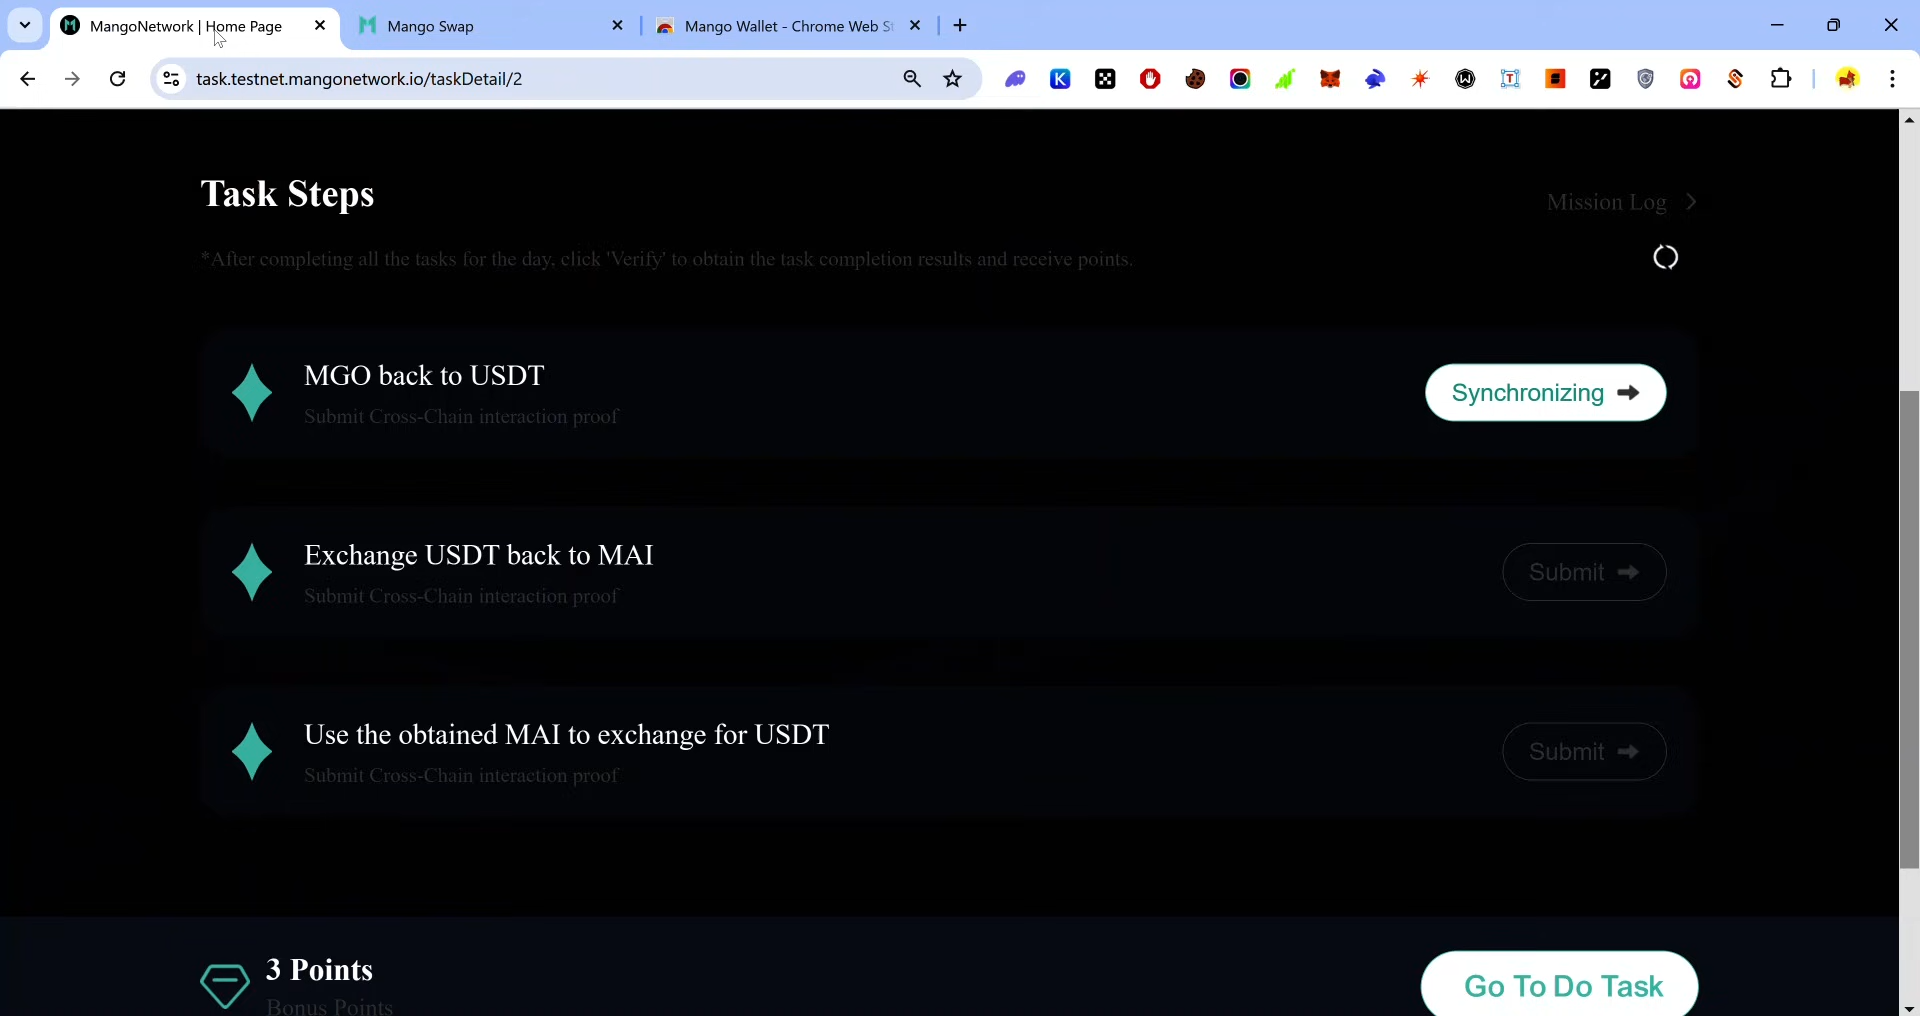 MangoNetwork | Home Page
Mango Swap
Mango Wallet - Chrome Web St
task.testnet.mangonetwork.io/taskDetail/2
Task Steps
Mission Log
*After completing all the tasks for the day, click 'Verify' to obtain the task completion results and receive points.
MGO back to USDT
Submit Cross-Chain interaction proof
Synchronizing
Exchange USDT back to MAI
Submit Cross-Chain interaction proof
Submit
Use the obtained MAI to exchange for USDT
Submit Cross-Chain interaction proof
Submit
3 Points
Bonus Points
Go To Do Task